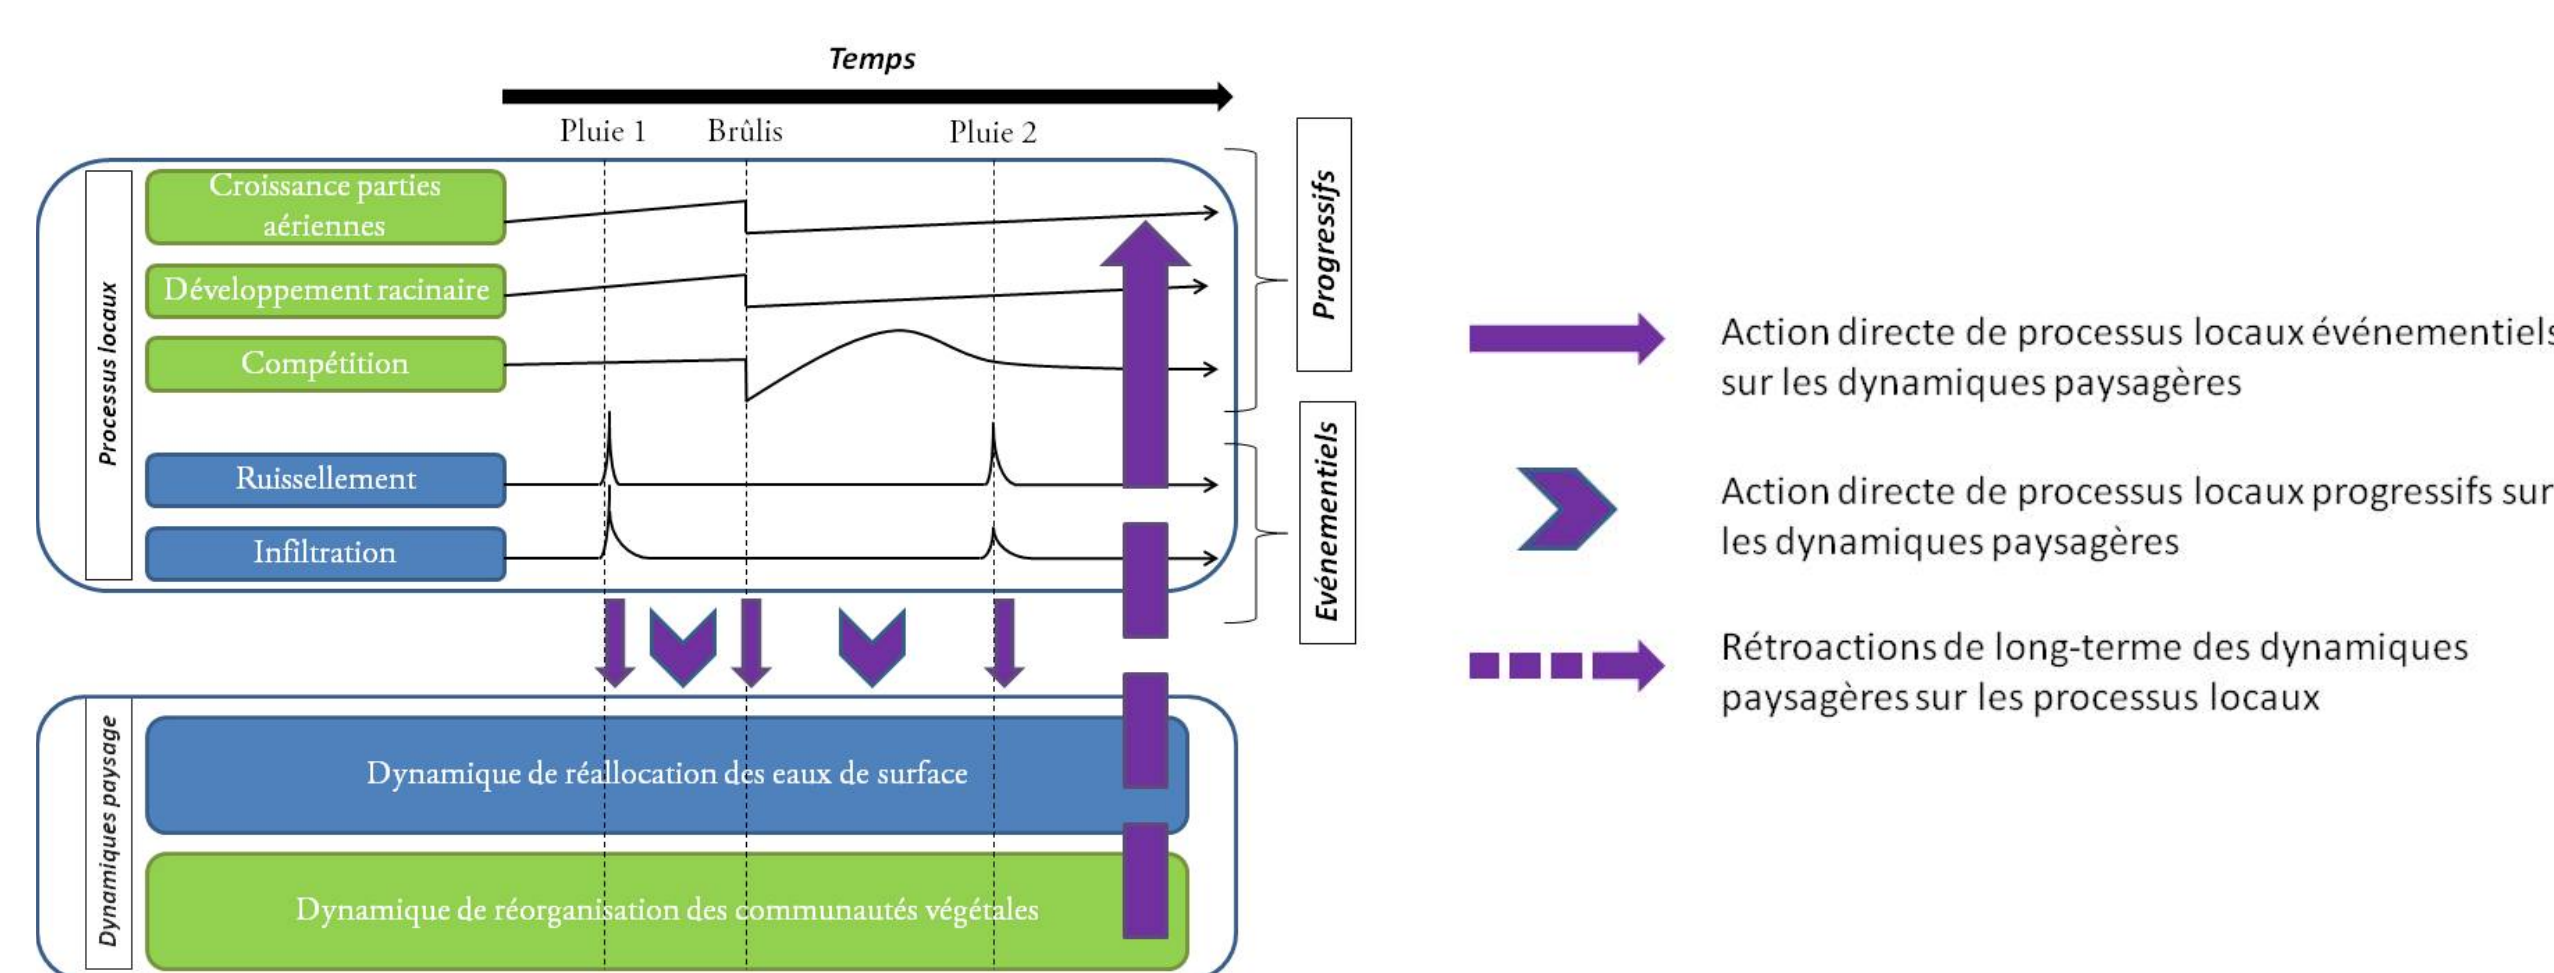 Temps
Pluie 1
Brûlis
Pluie 2
Processus locaux
Croissance parties
aériennes
Développement racinaire
Compétition
Ruissellement
Infiltration
Progressifs
Evénementiels
Dynamiques paysage
Dynamique de réallocation des eaux de surface
Dynamique de réorganisation des communautés végétales
Action directe de processus locaux événementiels
sur les dynamiques paysagères
Action directe de processus locaux progressifs sur
les dynamiques paysagères
Rétroactions de long-terme des dynamiques
paysagères sur les processus locaux